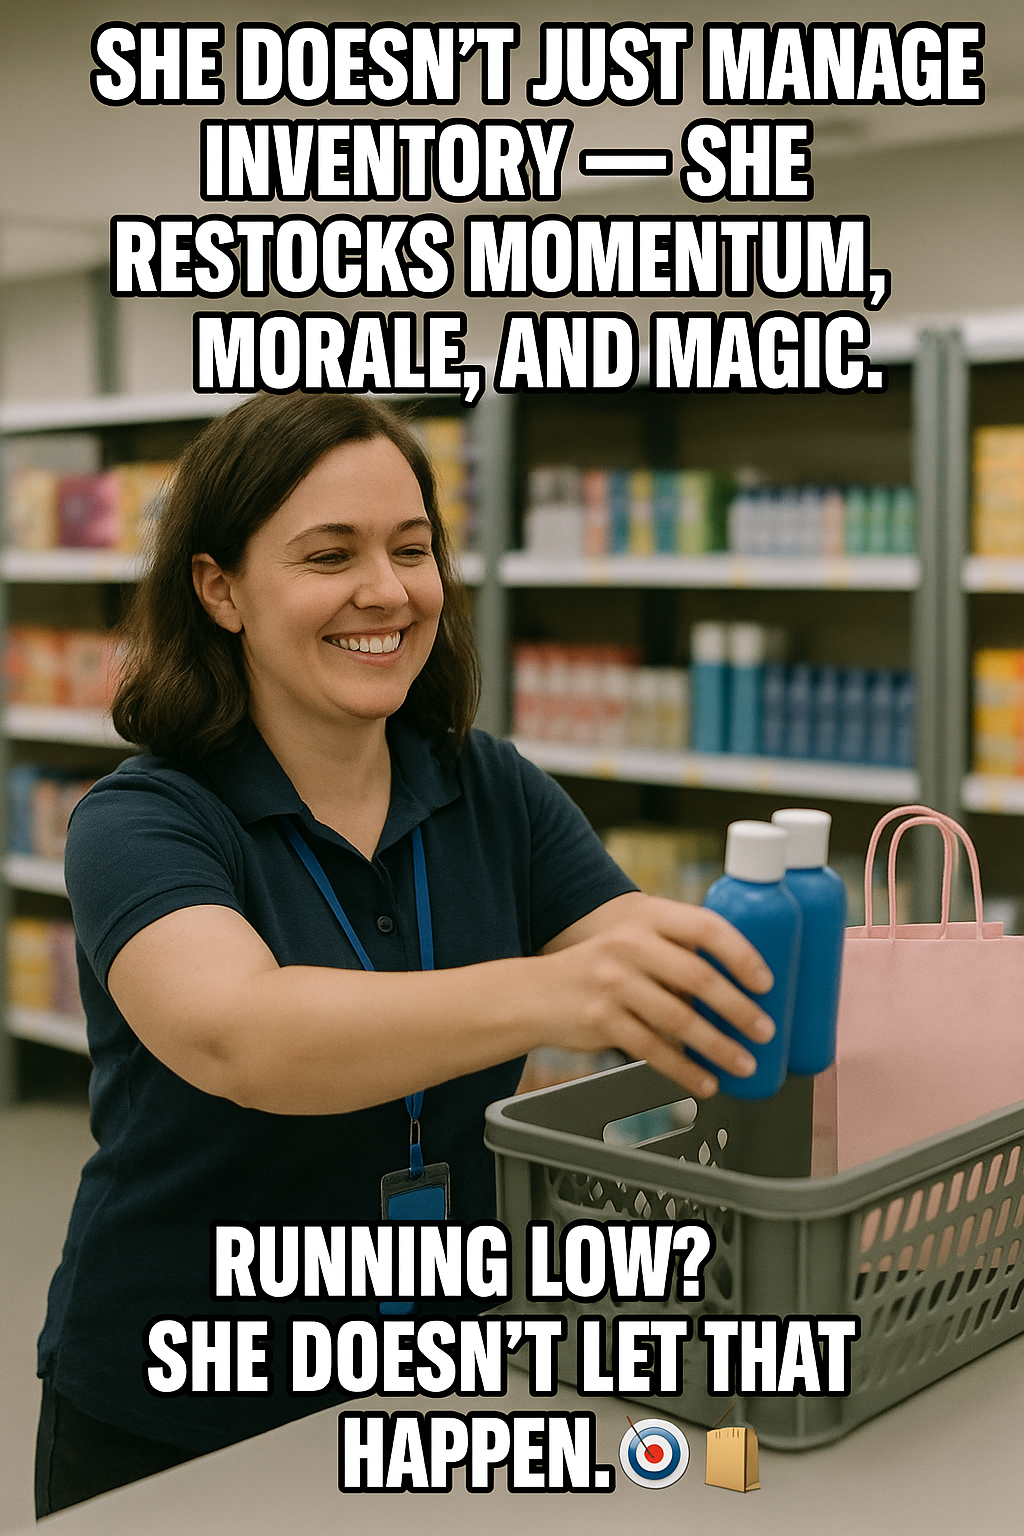 SHE DOESN'T JUST MANAGE
INVENTORY — SHE
RESTOCKS MOMENTUM,
MORALE, AND MAGIC.
RUNNING LOW?
SHE DOESN'T LET THAT
HAPPEN.🎯🛍️